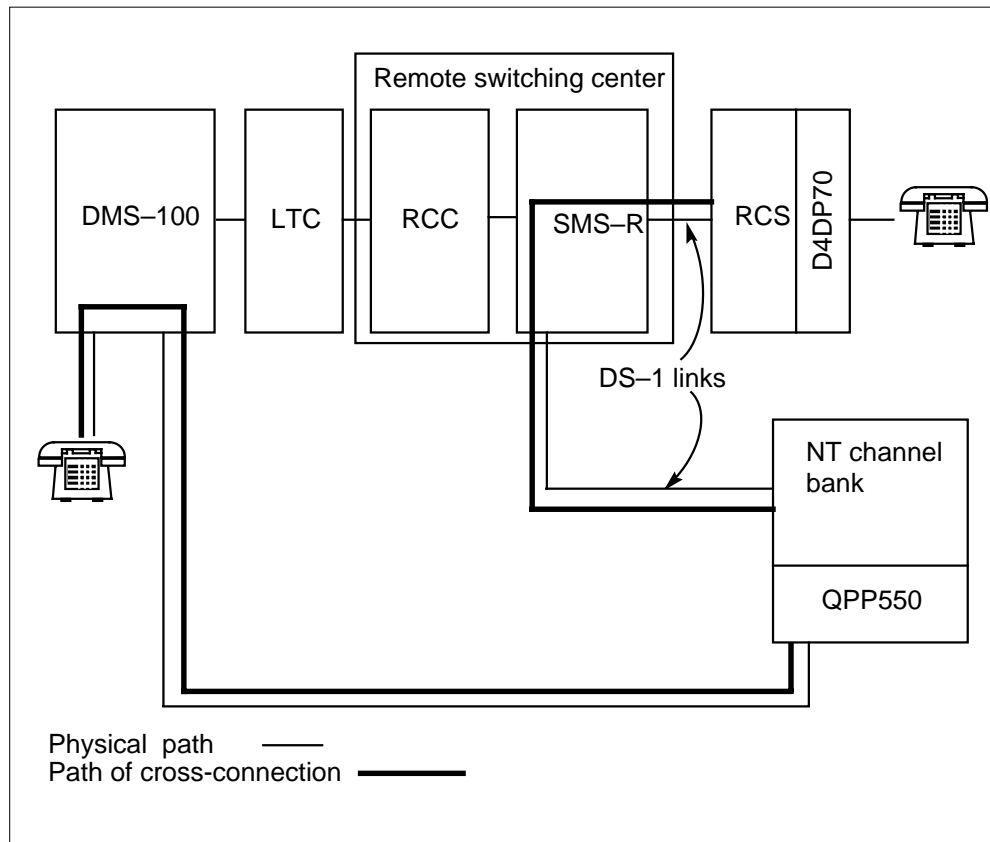 Remote switching center
DMS–100
LTC
RCC
SMS–R
RCS
D4DP70
DS–1 links
NT channel
bank
QPP550
Physical path
Path of cross-connection